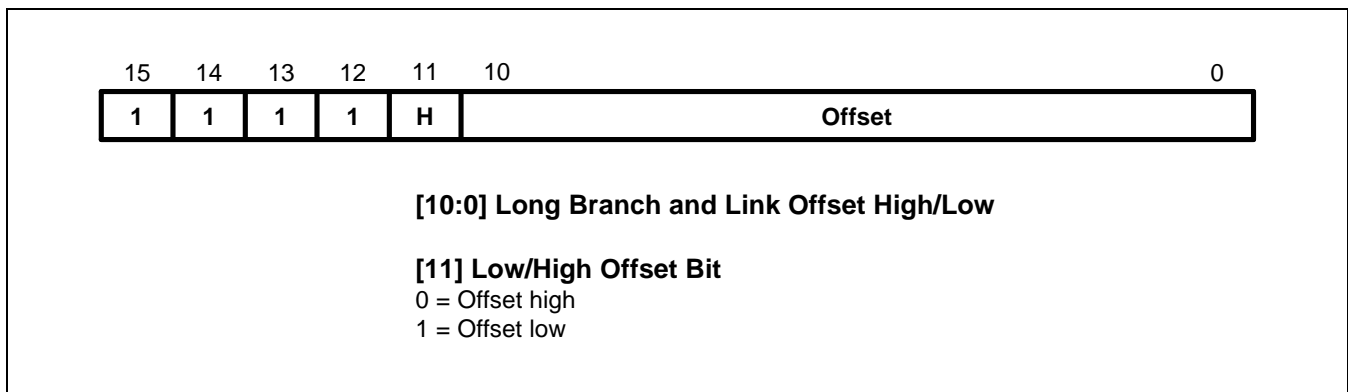 15 14 13 12 11 10 0
1 1 1 1 H Offset
[10:0] Long Branch and Link Offset High/Low
[11] Low/High Offset Bit
0 = Offset high
1 = Offset low